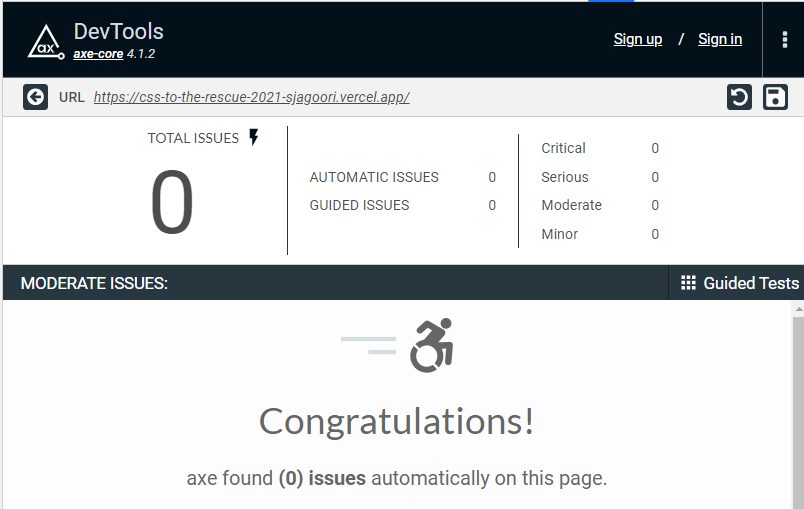 DevTools
axe-core 4.1.2
Sign up / Sign in
URL https://css-to-the-rescue-2021-sjagoori.vercel.app/
TOTAL ISSUES
0
AUTOMATIC ISSUES 0
GUIDED ISSUES 0
Critical 0
Serious 0
Moderate 0
Minor 0
MODERATE ISSUES:
Guided Tests
Congratulations!
axe found (0) issues automatically on this page.